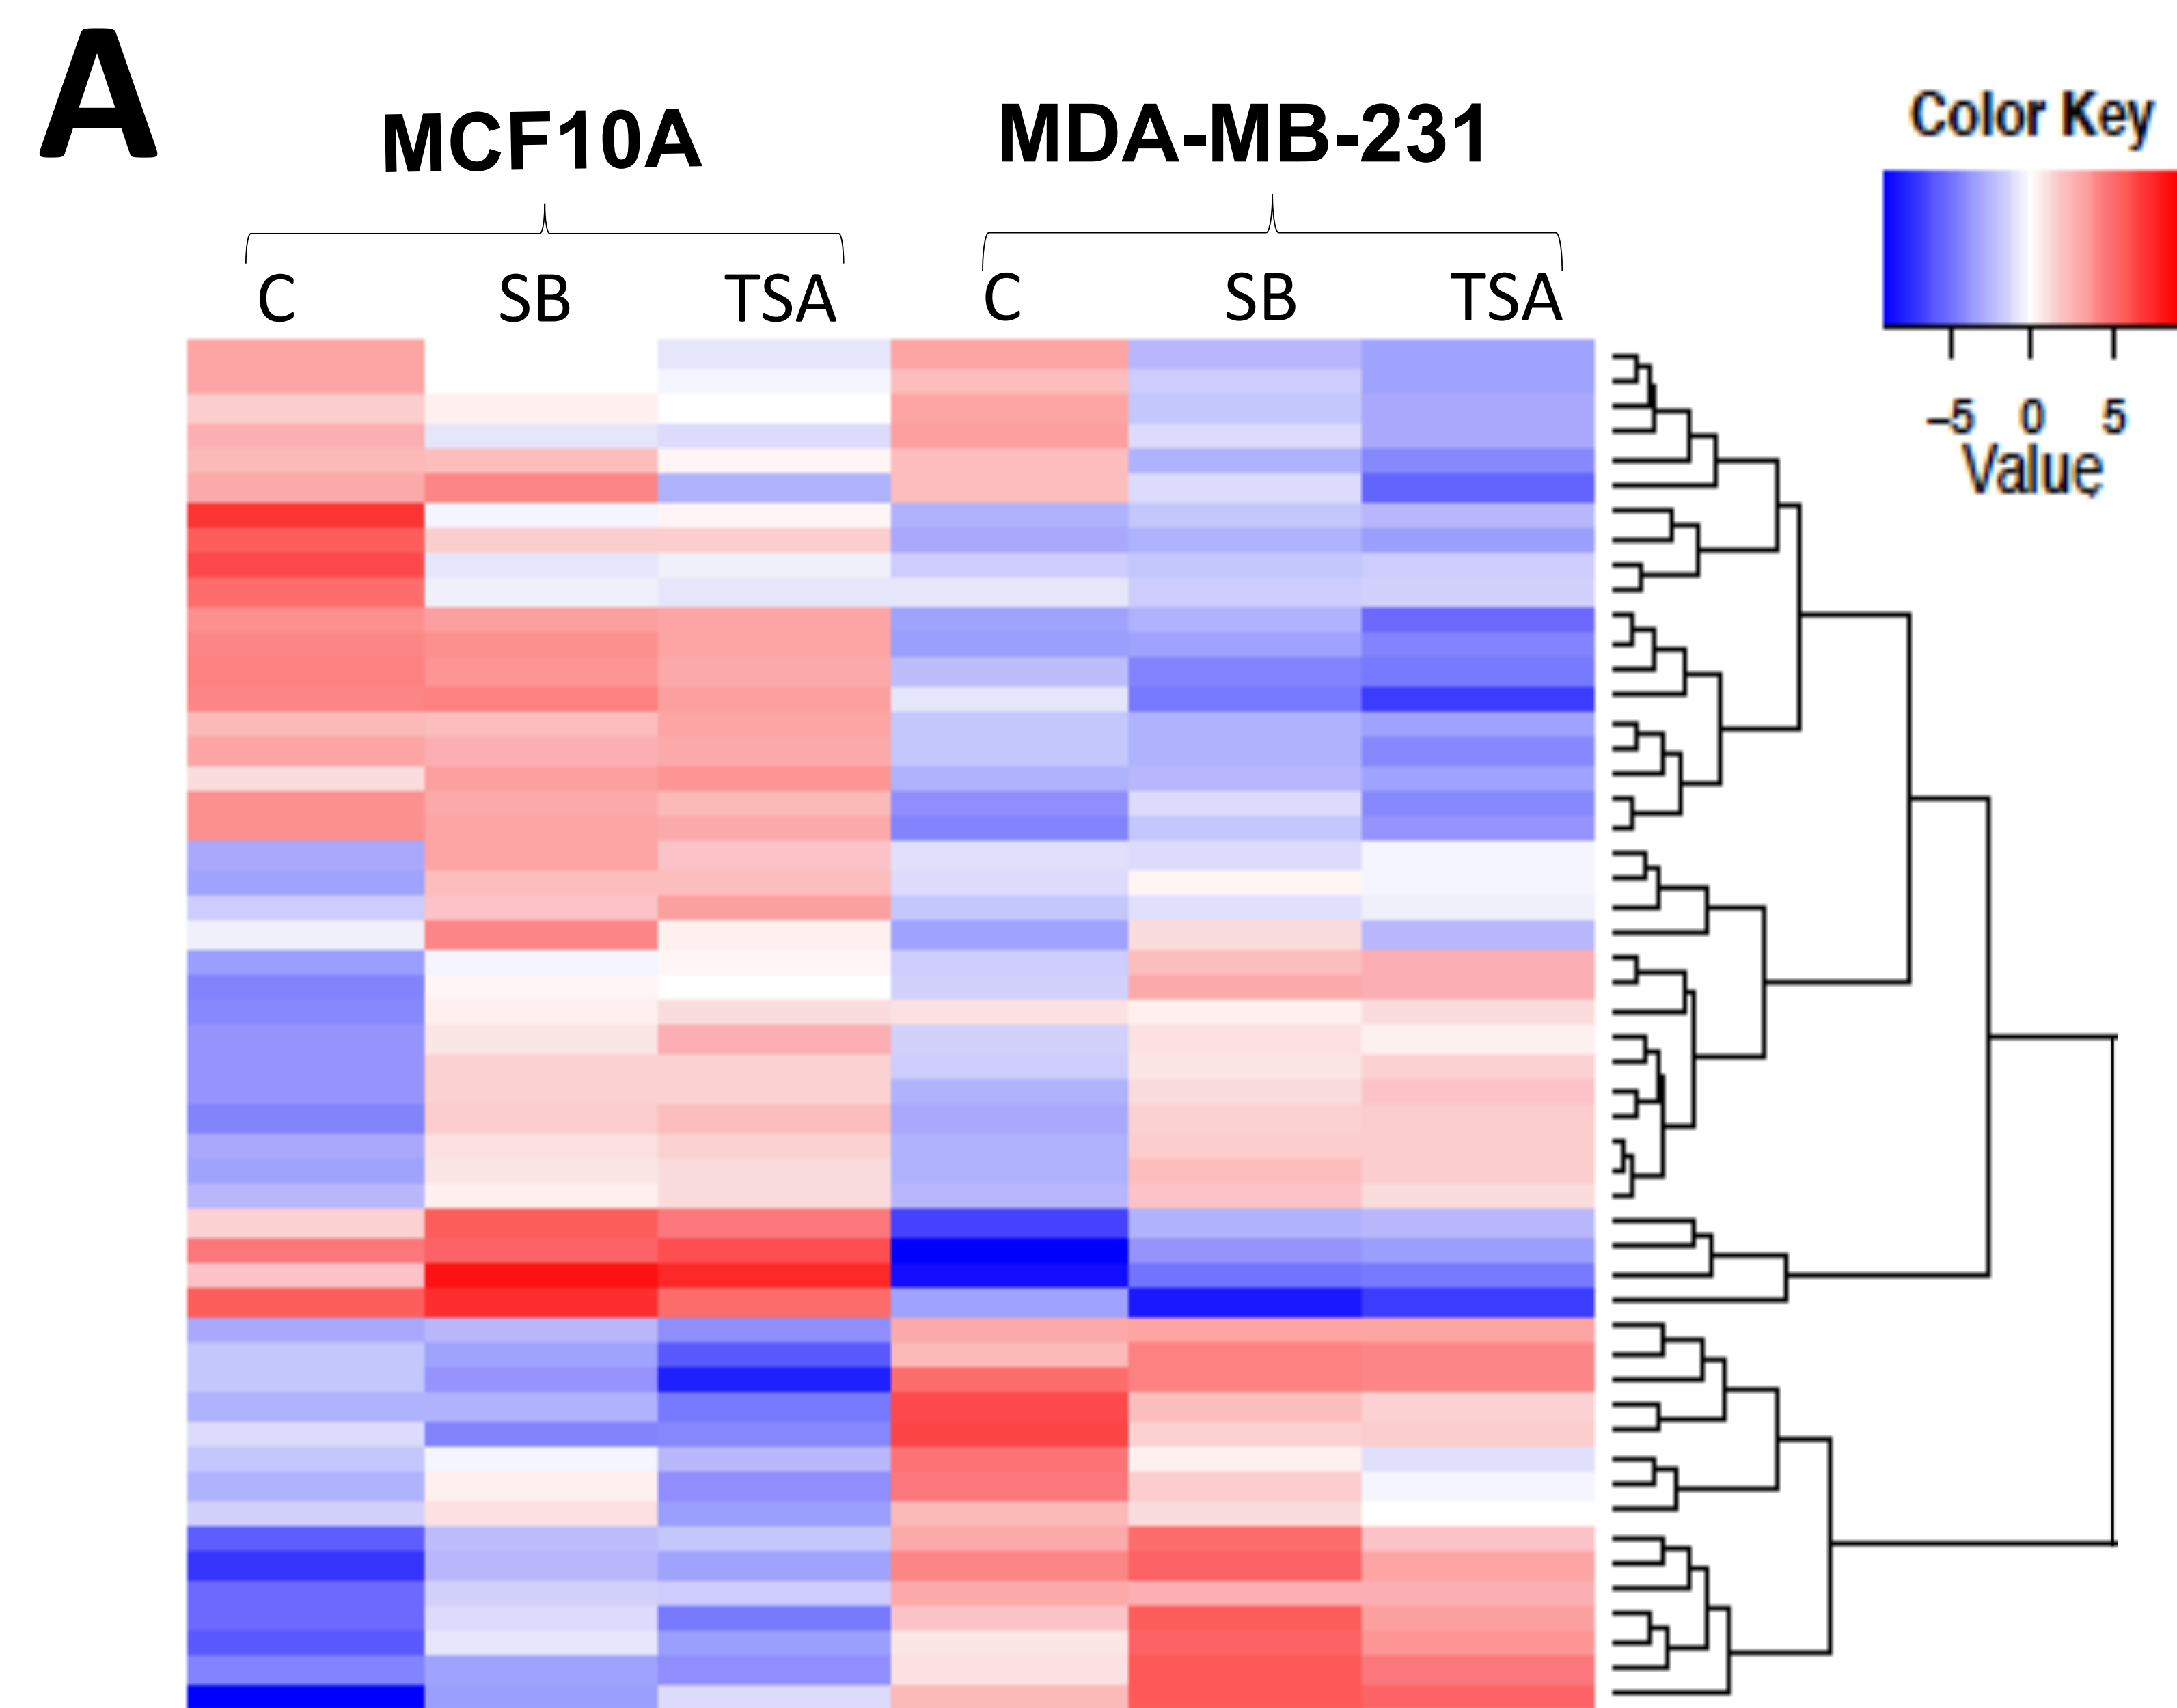 A
MCF10A
MDA-MB-231
Color Key
C SB TSA C SB TSA
–5 0 5
Value